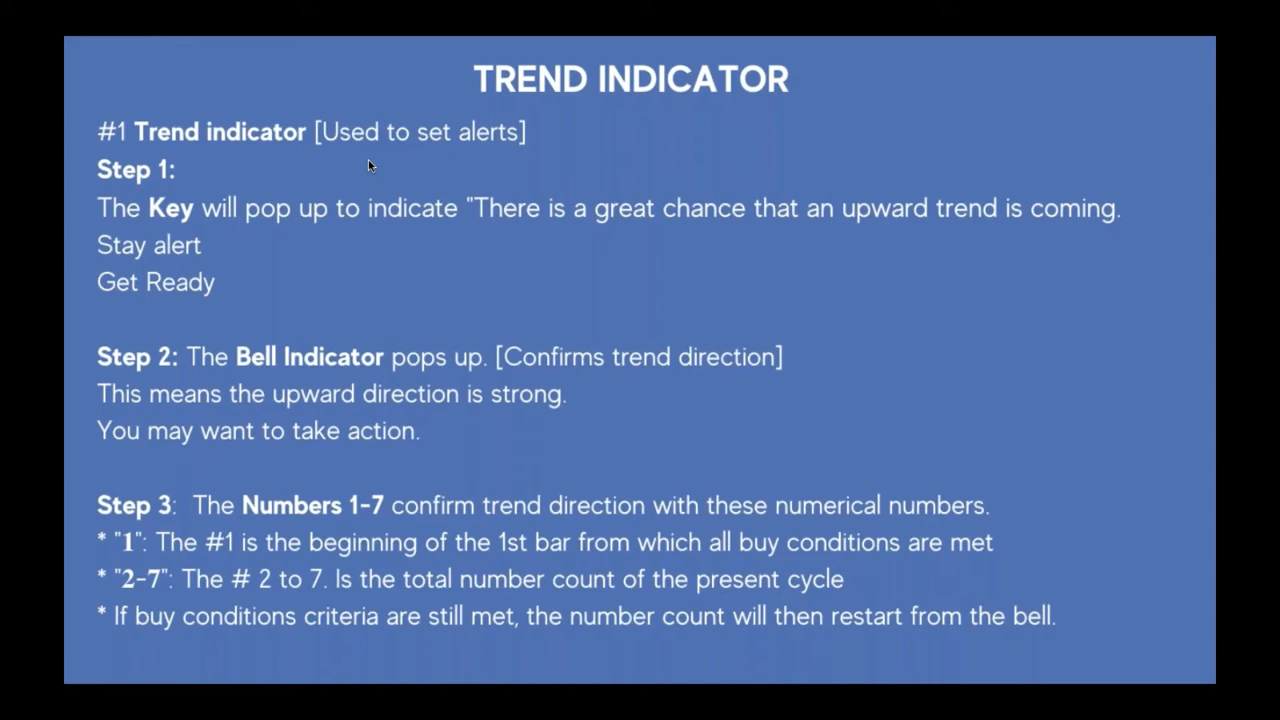 TREND INDICATOR
#1 Trend indicator [Used to set alerts]
Step 1:
The Key will pop up to indicate "There is a great chance that an upward trend is coming.
Stay alert
Get Ready
Step 2: The Bell Indicator pops up. [Confirms trend direction]
This means the upward direction is strong.
You may want to take action.
Step 3:  The Numbers 1-7 confirm trend direction with these numerical numbers.
* "1": The #1 is the beginning of the 1st bar from which all buy conditions are met
* "2-7": The # 2 to 7. Is the total number count of the present cycle
* If buy conditions criteria are still met, the number count will then restart from the bell.